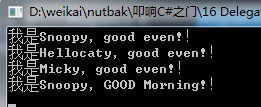 D:\weikai\nutbak\叩响C#之门\16 Delega
我是Snoopy, good even!!
我是Hellocaty, good even!!
我是Micky, good even!!
我是Snoopy, GOOD Morning!!